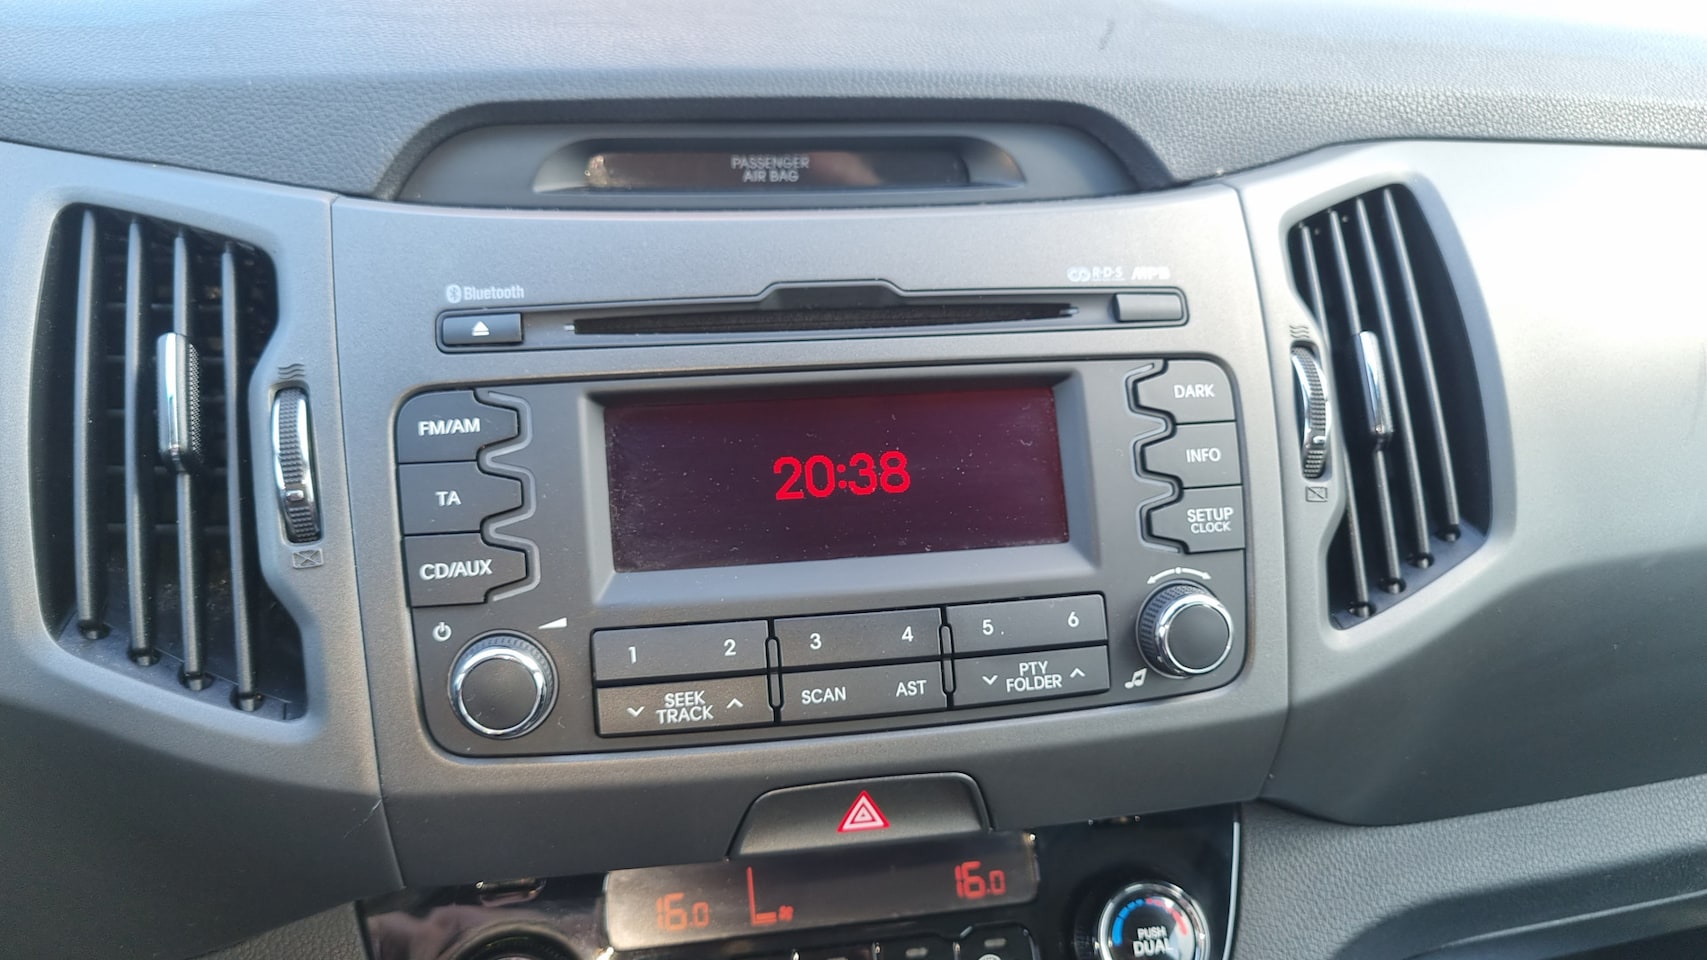 PASSENGER
AIR BAG
Bluetooth
R·D·S MP3
FM/AM
TA
CD/AUX
20:38
DARK
INFO
SETUP
CLOCK
1 2 3 4 5 6
SEEK
TRACK
SCAN AST
PTY
FOLDER
16.0 16.0
PUSH
DUAL